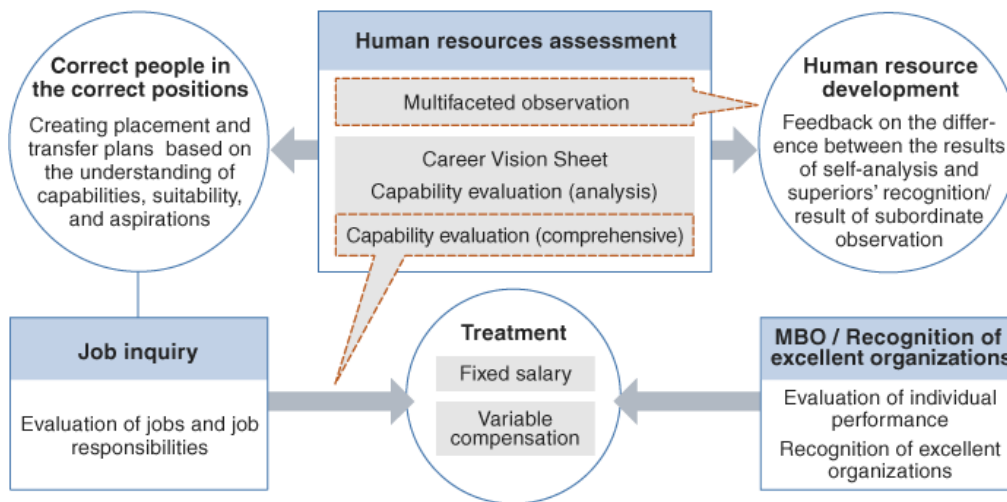 Correct people in
the correct positions
Creating placement and
transfer plans based on
the understanding of
capabilities, suitability,
and aspirations
Human resources assessment
Multifaceted observation
Career Vision Sheet
Capability evaluation (analysis)
Capability evaluation (comprehensive)
Human resource
development
Feedback on the differ-
ence between the results
of self-analysis and
superiors' recognition/
result of subordinate
observation
Job inquiry
Evaluation of jobs and job
responsibilities
Treatment
Fixed salary
Variable
compensation
MBO / Recognition of
excellent organizations
Evaluation of individual
performance
Recognition of excellent
organizations